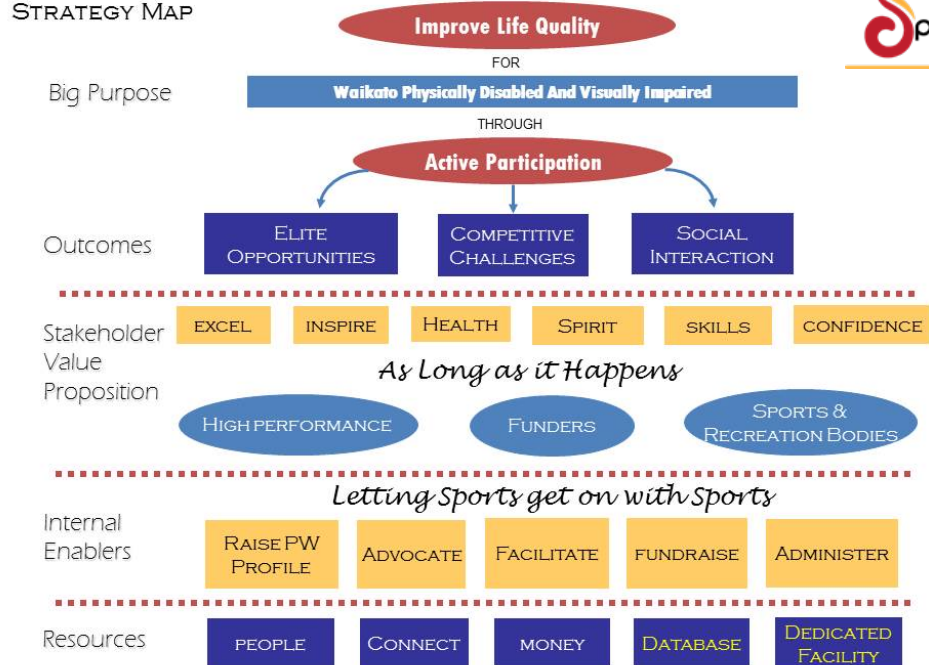 STRATEGY MAP
Improve Life Quality
FOR
Big Purpose
Waikato Physically Disabled And Visually Impaired
THROUGH
Active Participation
Outcomes
ELITE
OPPORTUNITIES
COMPETITIVE
CHALLENGES
SOCIAL
INTERACTION
Stakeholder
Value
Proposition
EXCEL
INSPIRE
HEALTH
SPIRIT
SKILLS
CONFIDENCE
As Long as it Happens
HIGH PERFORMANCE
FUNDERS
SPORTS &
RECREATION BODIES
Letting Sports get on with Sports
Internal
Enablers
RAISE PW
PROFILE
ADVOCATE
FACILITATE
FUNDRAISE
ADMINISTER
Resources
PEOPLE
CONNECT
MONEY
DATABASE
DEDICATED
FACILITY